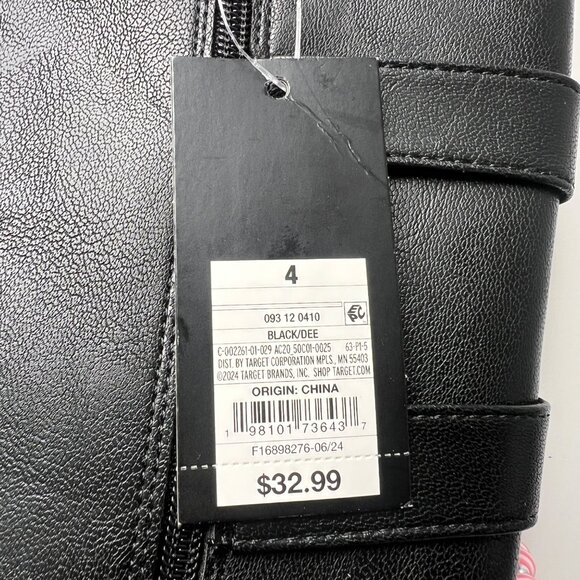 4
093 12 0410
BLACK/DEE
C-002261-01-029 AC20_50C01-0025 63-P1-5
DIST. BY TARGET CORPORATION MPLS., MN 55403
©2024 TARGET BRANDS, INC. SHOP TARGET.COM
ORIGIN: CHINA
1 98101 73643 7
F16898276-06/24
$32.99